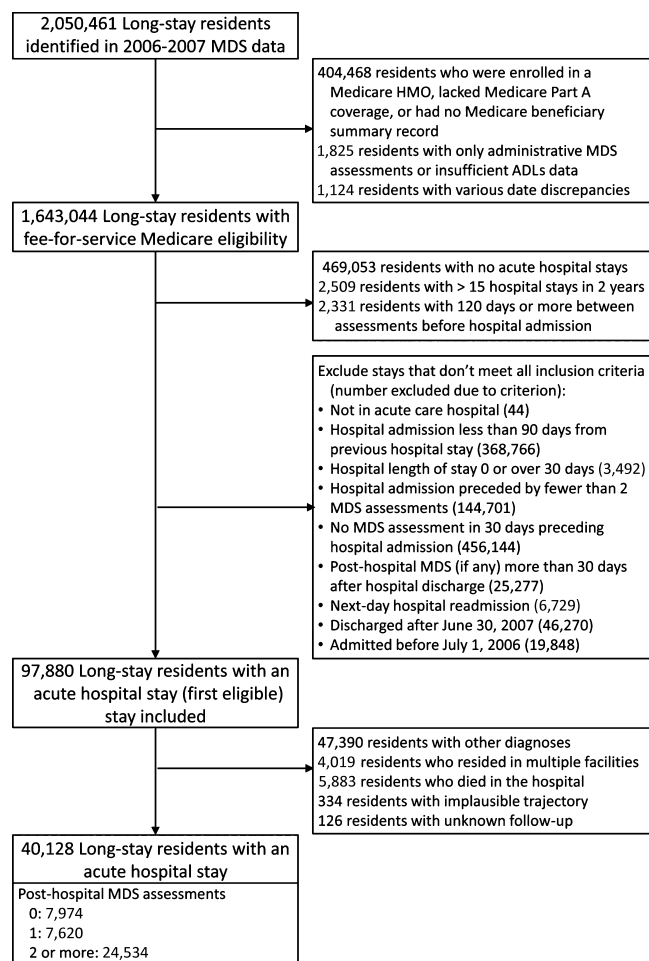 2,050,461 Long-stay residents
identified in 2006-2007 MDS data
404,468 residents who were enrolled in a
Medicare HMO, lacked Medicare Part A
coverage, or had no Medicare beneficiary
summary record
1,825 residents with only administrative MDS
assessments or insufficient ADLs data
1,124 residents with various date discrepancies
1,643,044 Long-stay residents with
fee-for-service Medicare eligibility
469,053 residents with no acute hospital stays
2,509 residents with > 15 hospital stays in 2 years
2,331 residents with 120 days or more between
assessments before hospital admission
Exclude stays that don’t meet all inclusion criteria
(number excluded due to criterion):
• Not in acute care hospital (44)
• Hospital admission less than 90 days from
previous hospital stay (368,766)
• Hospital length of stay 0 or over 30 days (3,492)
• Hospital admission preceded by fewer than 2
MDS assessments (144,701)
• No MDS assessment in 30 days preceding
hospital admission (456,144)
• Post-hospital MDS (if any) more than 30 days
after hospital discharge (25,277)
• Next-day hospital readmission (6,729)
• Discharged after June 30, 2007 (46,270)
• Admitted before July 1, 2006 (19,848)
97,880 Long-stay residents with an
acute hospital stay (first eligible)
stay included
47,390 residents with other diagnoses
4,019 residents who resided in multiple facilities
5,883 residents who died in the hospital
334 residents with implausible trajectory
126 residents with unknown follow-up
40,128 Long-stay residents with an
acute hospital stay
Post-hospital MDS assessments
0: 7,974
1: 7,620
2 or more: 24,534